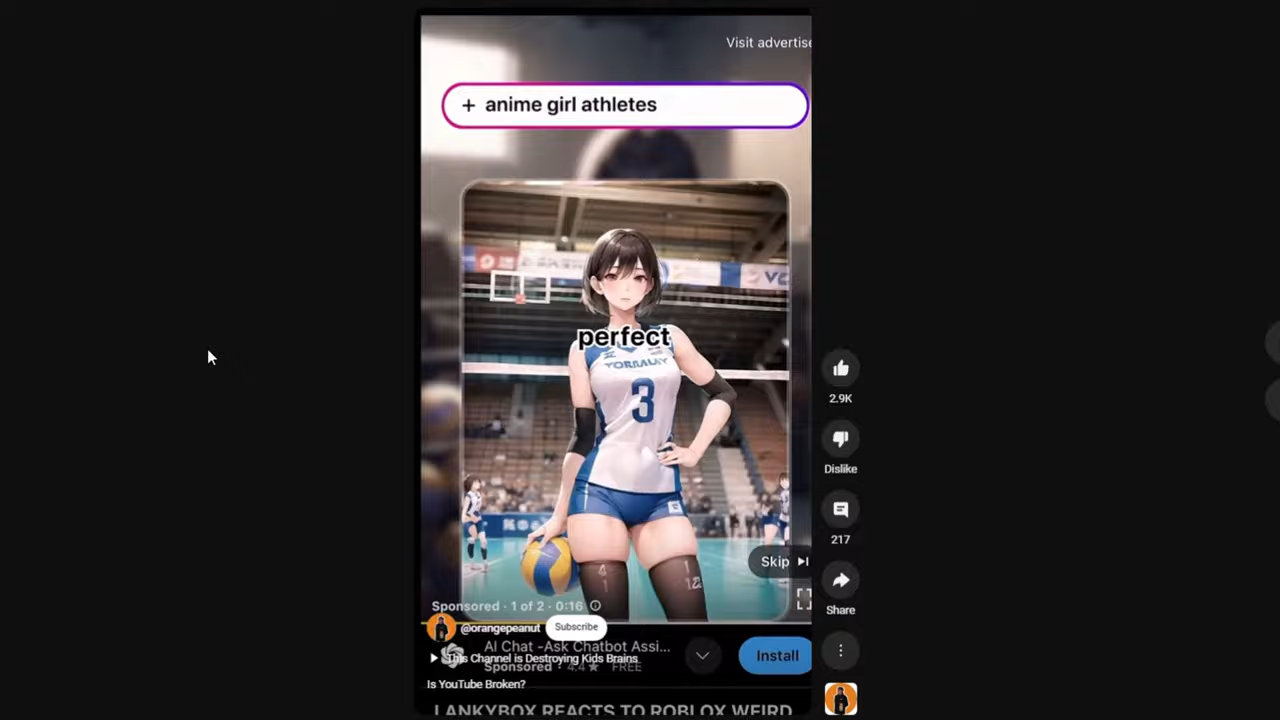 Visit advertise
+ anime girl athletes
perfect
3
2.9K
Dislike
217
Skip
Share
Sponsored · 1 of 2 · 0:16
@orangepeanut
Subscribe
AI Chat -Ask Chatbot Assi...
This Channel is Destroying Kids Brains
Sponsored · 4.4★ FREE
Install
Is YouTube Broken?
LANKYBOX REACTS TO ROBLOX WEIRD